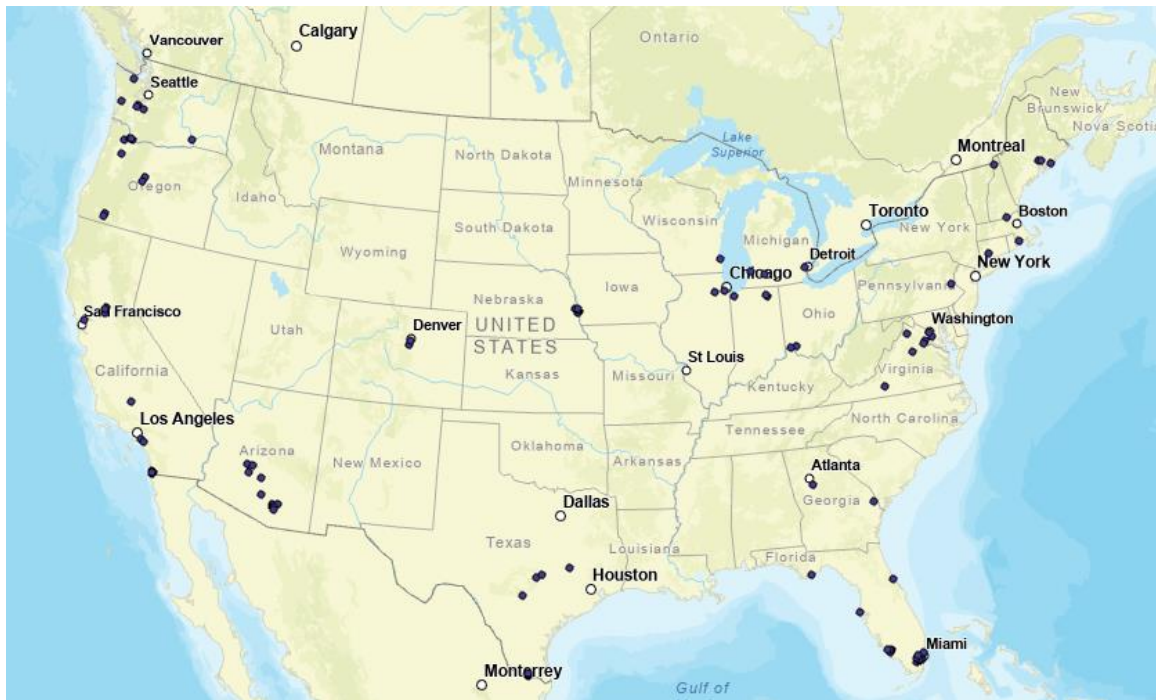 Vancouver
Calgary
Ontario
Seattle
New
Brunswick
Nova Scotia
Lake
Superior
Montreal
Montana
North Dakota
Minnesota
Oregon
Idaho
South Dakota
Wisconsin
Michigan
Toronto
New York
Boston
Wyoming
Detroit
Chicago
New York
Nebraska
Iowa
Pennsylvania
San Francisco
Utah
Denver
UNITED
STATES
Ohio
Washington
St Louis
California
Kansas
Missouri
Kentucky
Virginia
Los Angeles
Arizona
New Mexico
Oklahoma
Arkansas
Tennessee
North Carolina
Atlanta
Georgia
Dallas
Texas
Louisiana
Florida
Houston
Miami
Monterrey
Gulf of